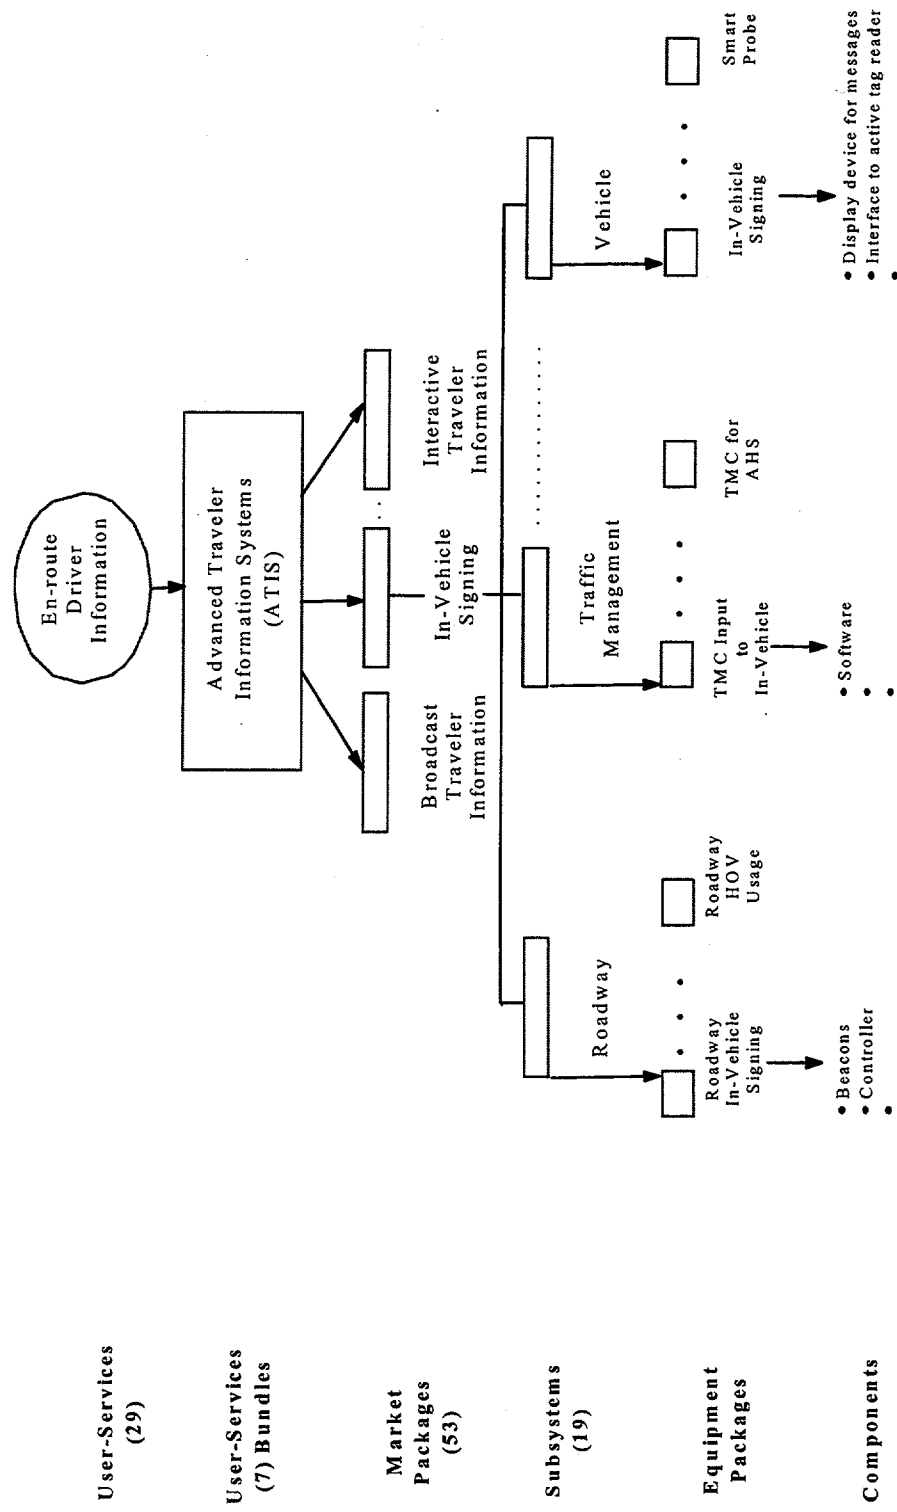 User-Services
(29)
En-route
Driver
Information
User-Services
(7) Bundles
Advanced Traveler
Information Systems
(ATIS)
Market
Packages
(53)
Broadcast
Traveler
Information
In-Vehicle
Signing
Interactive
Traveler
Information
Subsystems
(19)
Roadway
Traffic
Management
Vehicle
Equipment
Packages
Roadway
In-Vehicle
Signing
Roadway
HOV
Usage
TMC Input
to
In-Vehicle
TMC for
AHS
In-Vehicle
Signing
Smart
Probe
Components
• Beacons
• Controller
•
• Software
•
•
• Display device for messages
• Interface to active tag reader
•